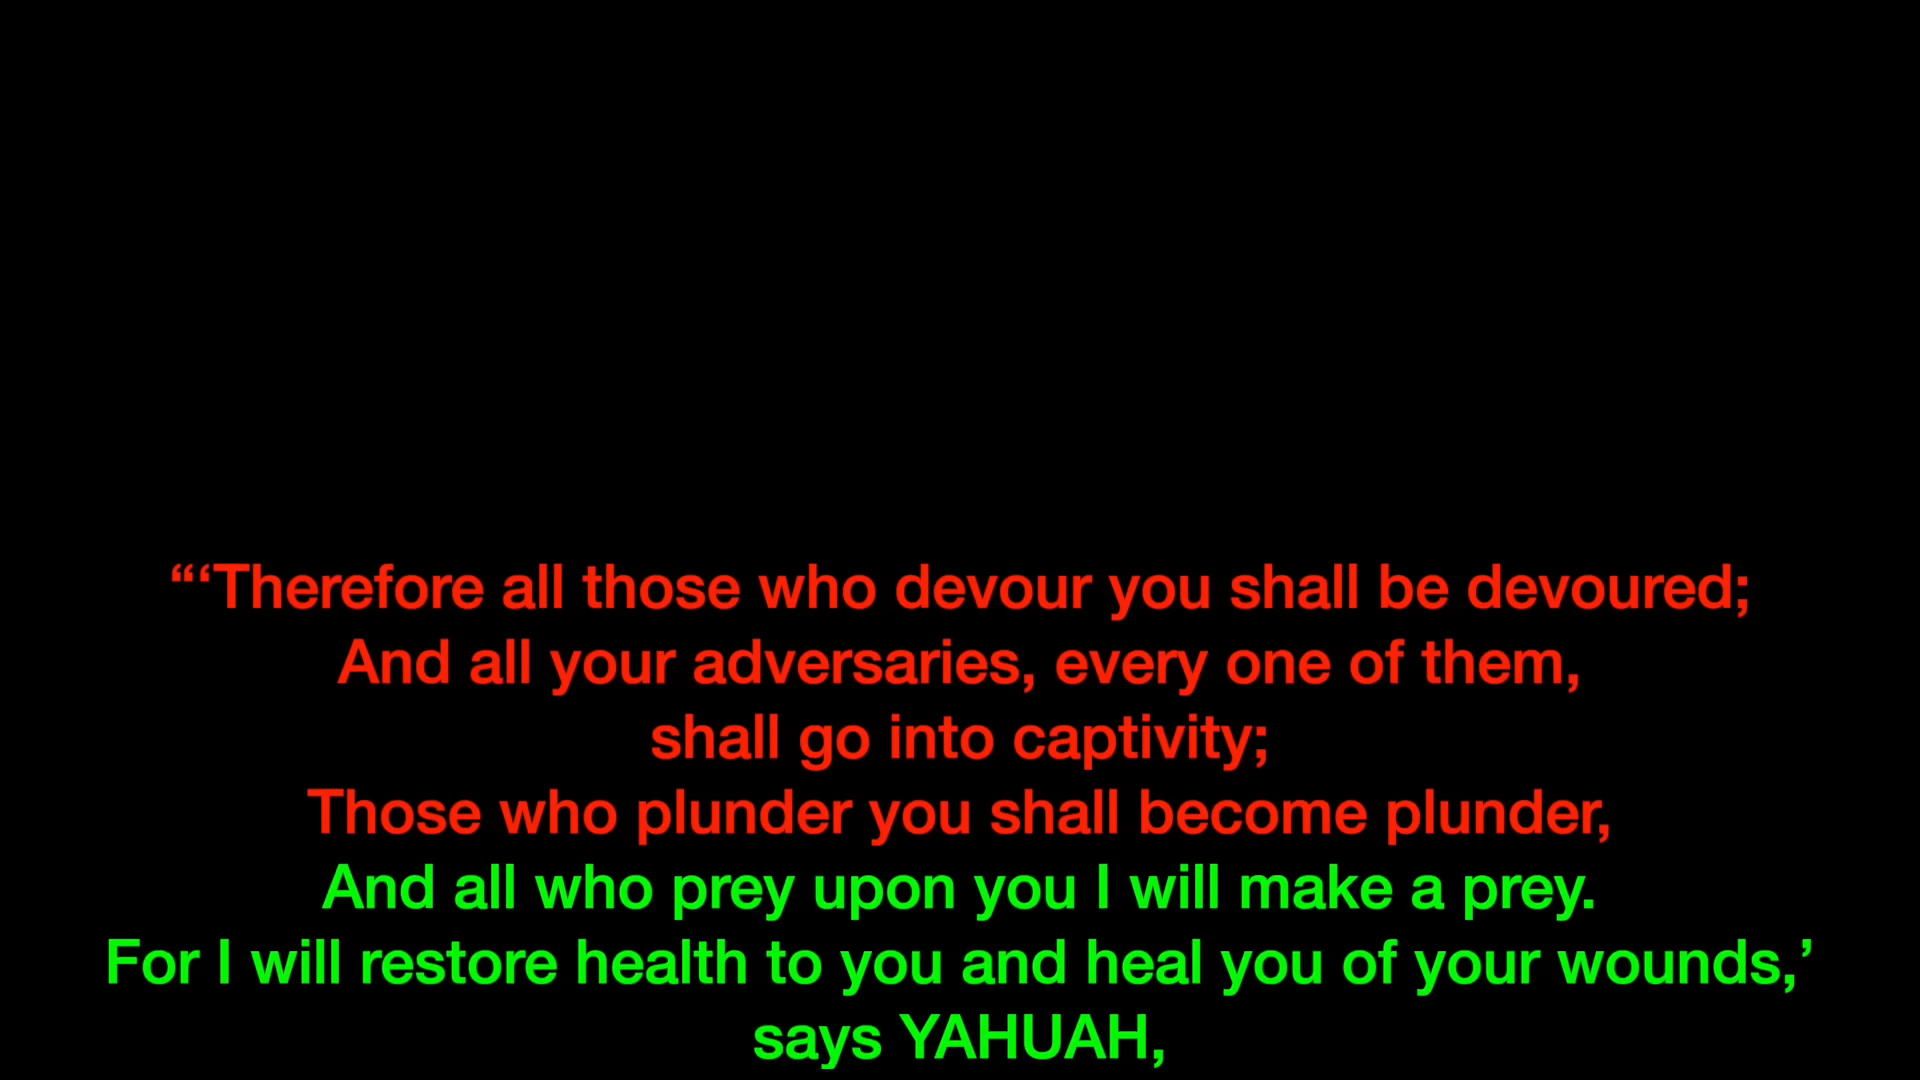 “‘Therefore all those who devour you shall be devoured;
And all your adversaries, every one of them,
shall go into captivity;
Those who plunder you shall become plunder,
And all who prey upon you I will make a prey.
For I will restore health to you and heal you of your wounds,’
says YAHUAH,